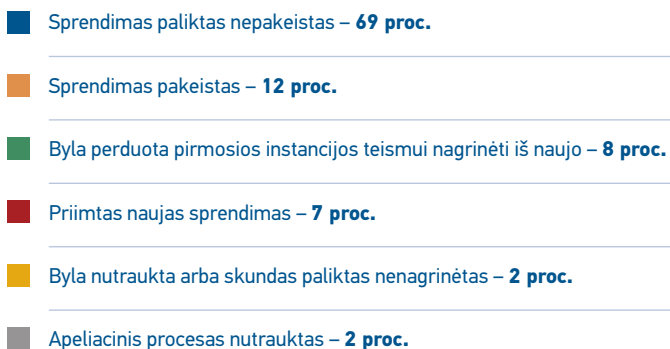 Sprendimas paliktas nepakeistas – 69 proc.
Sprendimas pakeistas – 12 proc.
Byla perduota pirmosios instancijos teismui nagrinėti iš naujo – 8 proc.
Priimtas naujas sprendimas – 7 proc.
Byla nutraukta arba skundas paliktas nenagrinėtas – 2 proc.
Apeliacinis procesas nutrauktas – 2 proc.